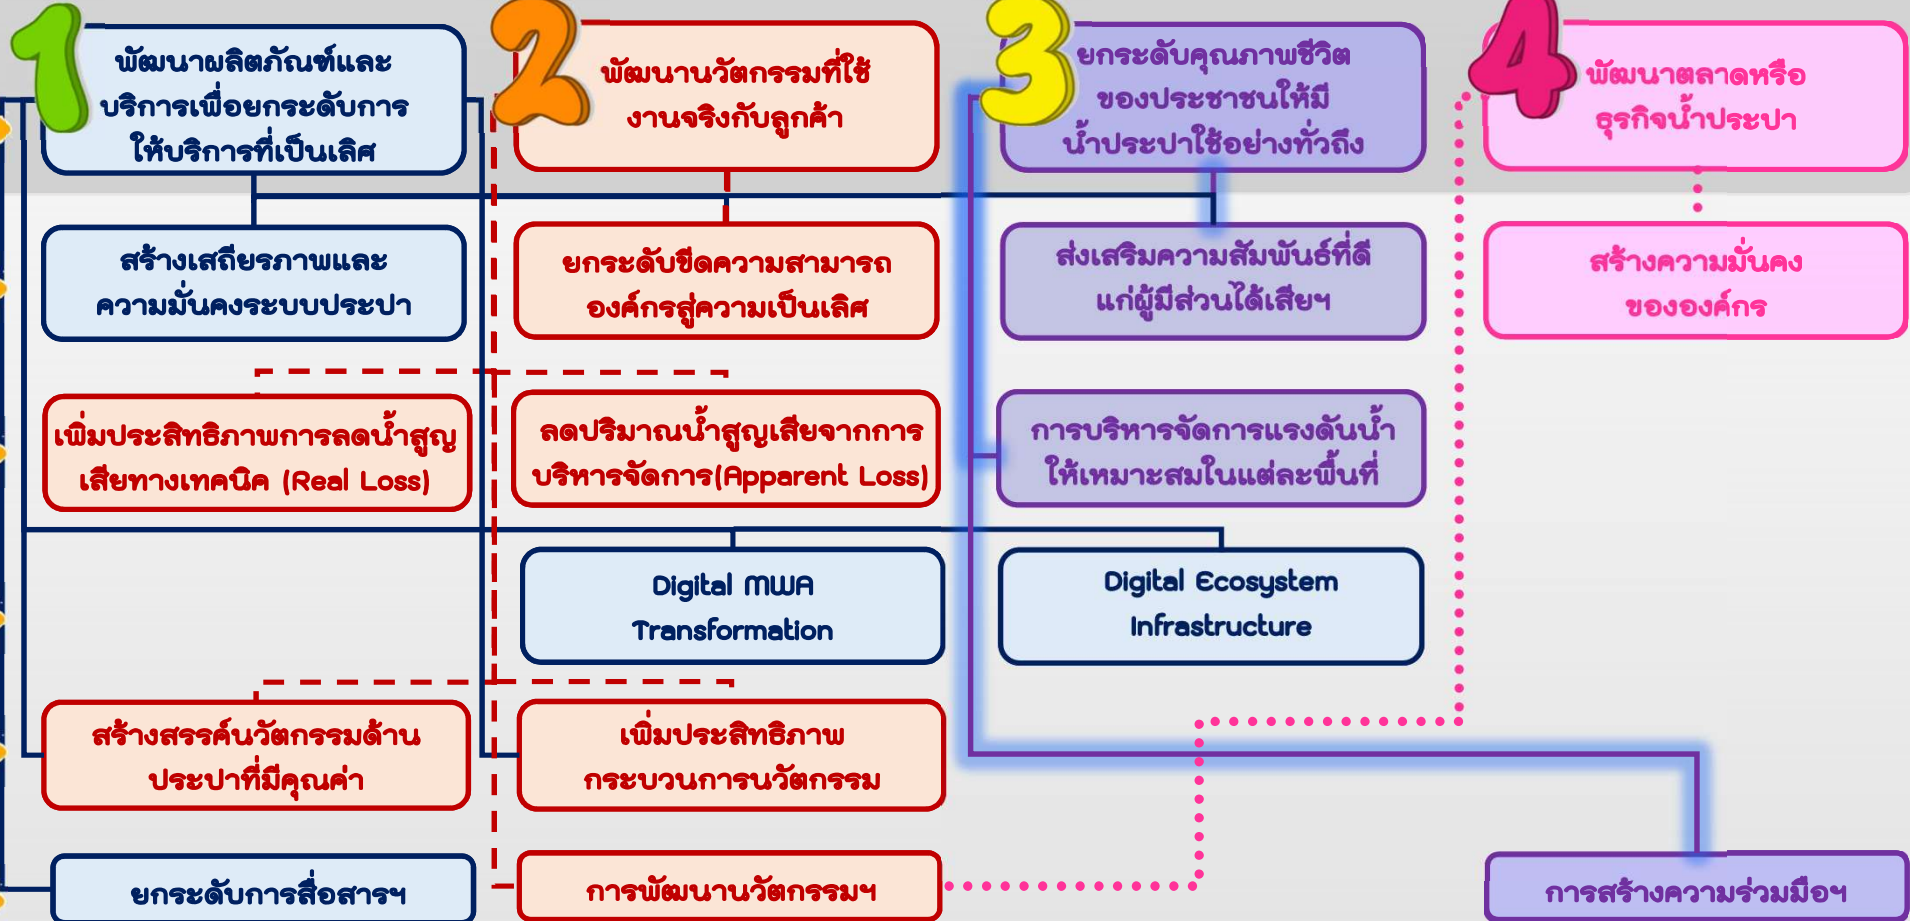 1
พัฒนาผลิตภัณฑ์และ
บริการเพื่อยกระดับการ
ให้บริการที่เป็นเลิศ
2
พัฒนานวัตกรรมที่ใช้
งานจริงกับลูกค้า
3
ยกระดับคุณภาพชีวิต
ของประชาชนให้มี
น้ำประปาใช้อย่างทั่วถึง
4
พัฒนาตลาดหรือ
ธุรกิจน้ำประปา
สร้างเสถียรภาพและ
ความมั่นคงระบบประปา
ยกระดับขีดความสามารถ
องค์กรสู่ความเป็นเลิศ
ส่งเสริมความสัมพันธ์ที่ดี
แก่ผู้มีส่วนได้เสียฯ
สร้างความมั่นคง
ขององค์กร
เพิ่มประสิทธิภาพการลดน้ำสูญ
เสียทางเทคนิค (Real Loss)
ลดปริมาณน้ำสูญเสียจากการ
บริหารจัดการ(Apparent Loss)
การบริหารจัดการแรงดันน้ำ
ให้เหมาะสมในแต่ละพื้นที่
Digital MWA
Transformation
Digital Ecosystem
Infrastructure
สร้างสรรค์นวัตกรรมด้าน
ประปาที่มีคุณค่า
เพิ่มประสิทธิภาพ
กระบวนการนวัตกรรม
ยกระดับการสื่อสารฯ
การพัฒนานวัตกรรมฯ
การสร้างความร่วมมือฯ